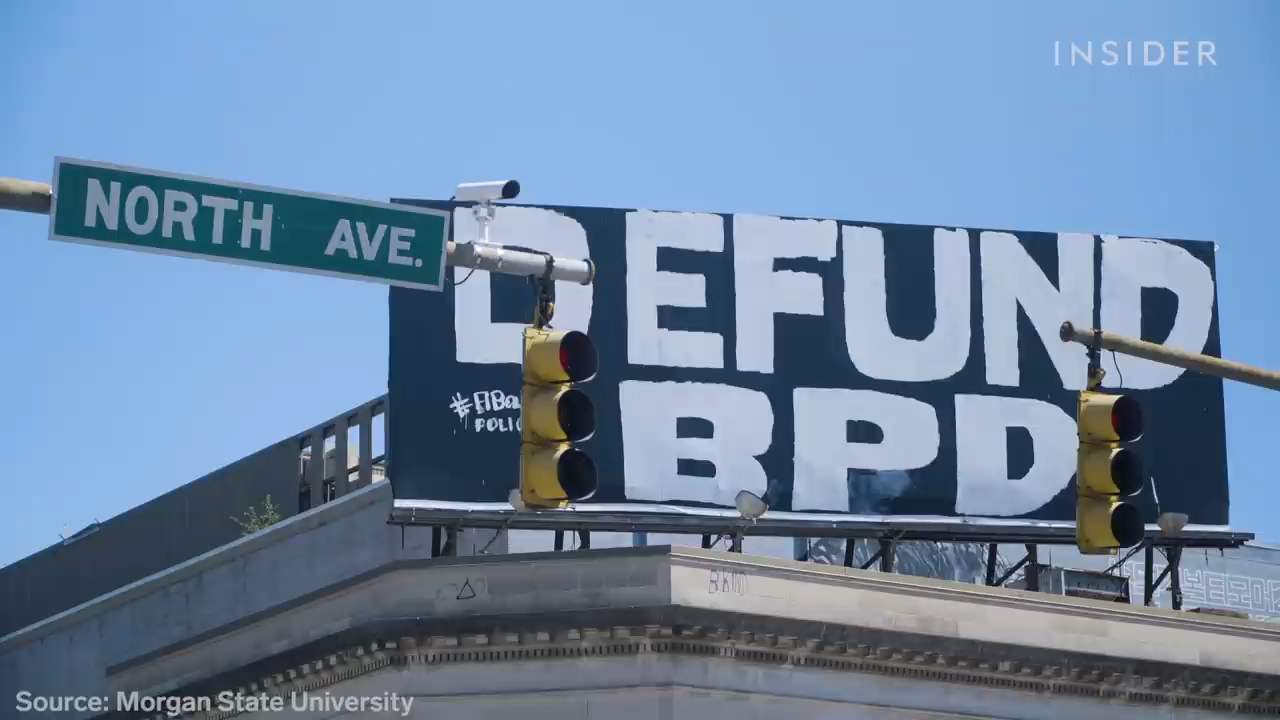 INSIDER
NORTH AVE.
DEFUND
BPD
Source: Morgan State University